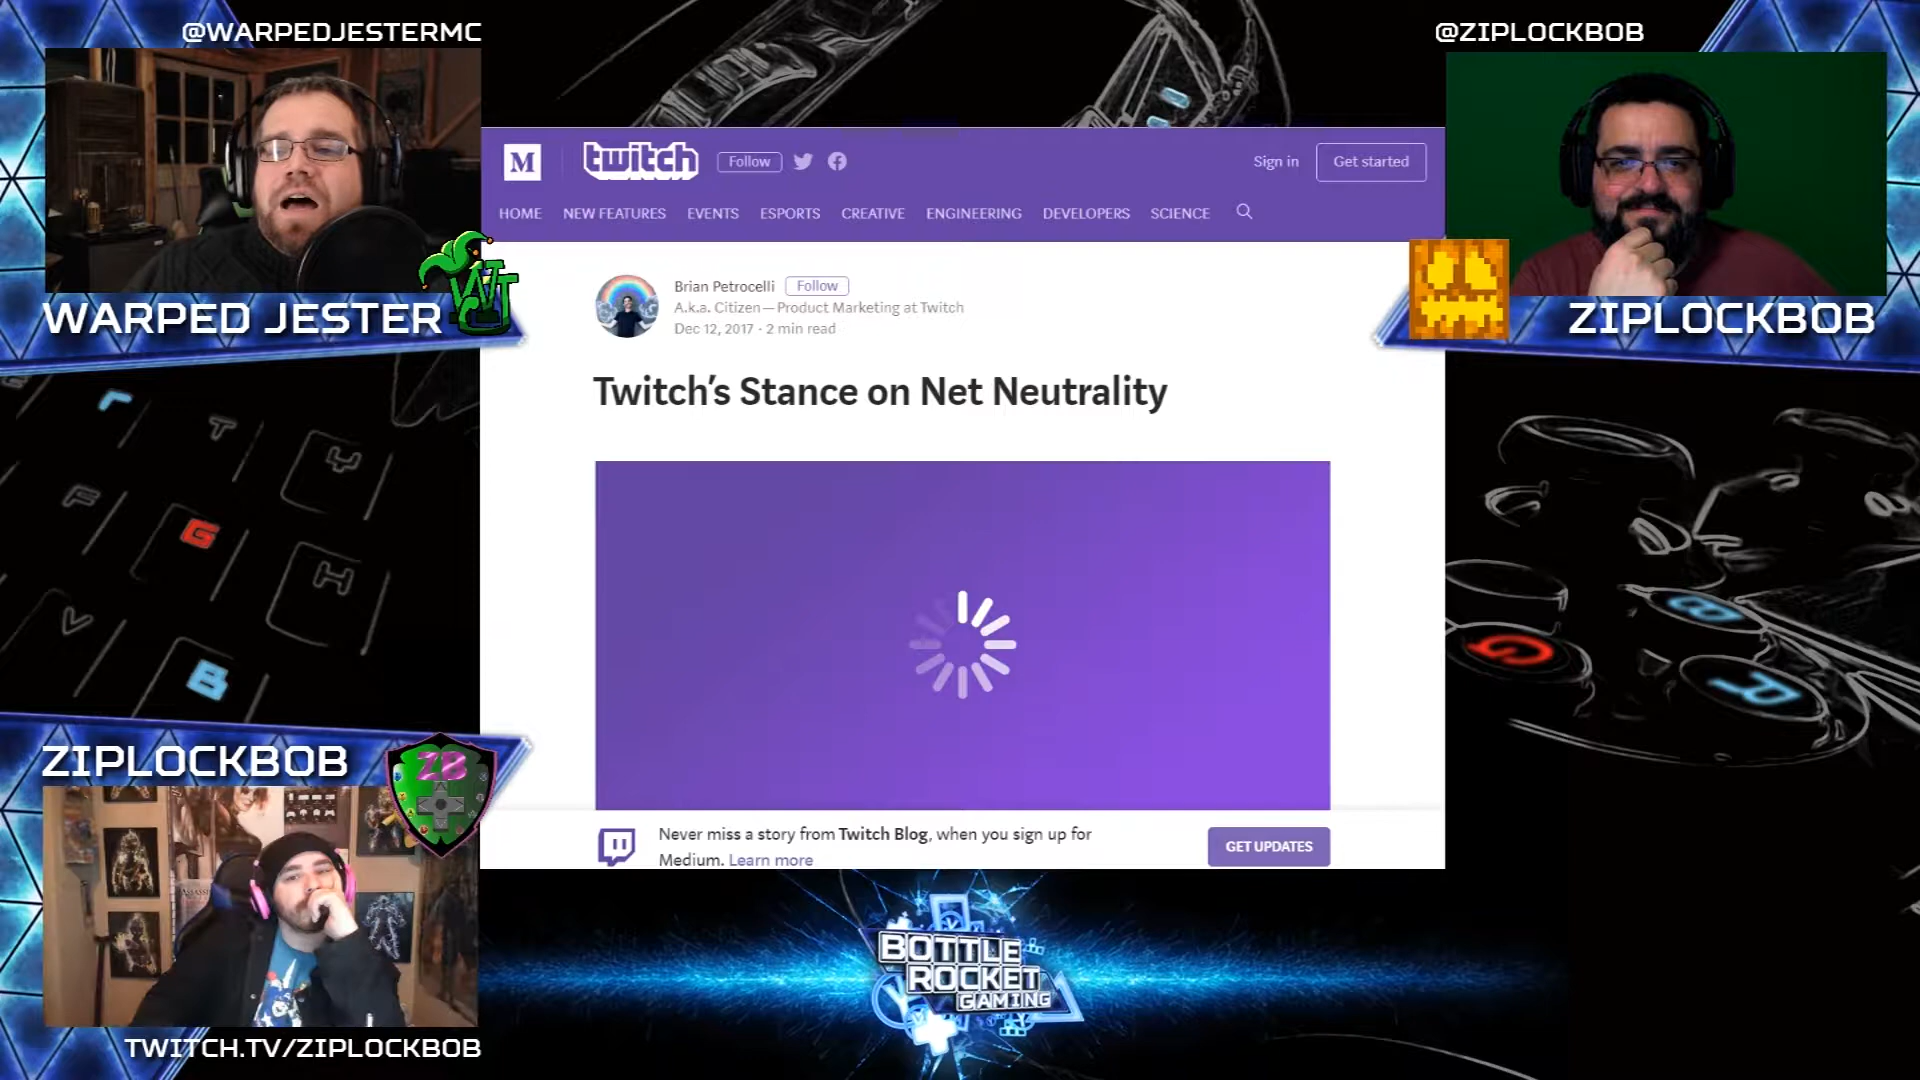 @WARPEDJESTERMC
@ZIPLOCKBOB
M twitch Follow Sign in Get started
HOME NEW FEATURES EVENTS ESPORTS CREATIVE ENGINEERING DEVELOPERS SCIENCE
Brian Petrocelli Follow
A.k.a. Citizen — Product Marketing at Twitch
Dec 12, 2017 · 2 min read
WJ
WARPED JESTER
ZIPLOCKBOB
Twitch's Stance on Net Neutrality
T
Y
F
G
H
V
B
B
G
R
ZIPLOCKBOB
ZB
Never miss a story from Twitch Blog, when you sign up for
Medium. Learn more
GET UPDATES
BOTTLE
ROCKET
GAMING
TWITCH.TV/ZIPLOCKBOB